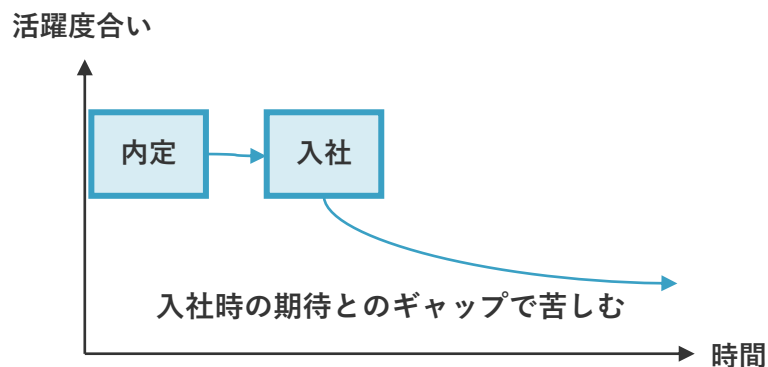 活躍度合い
内定
入社
入社時の期待とのギャップで苦しむ
時間